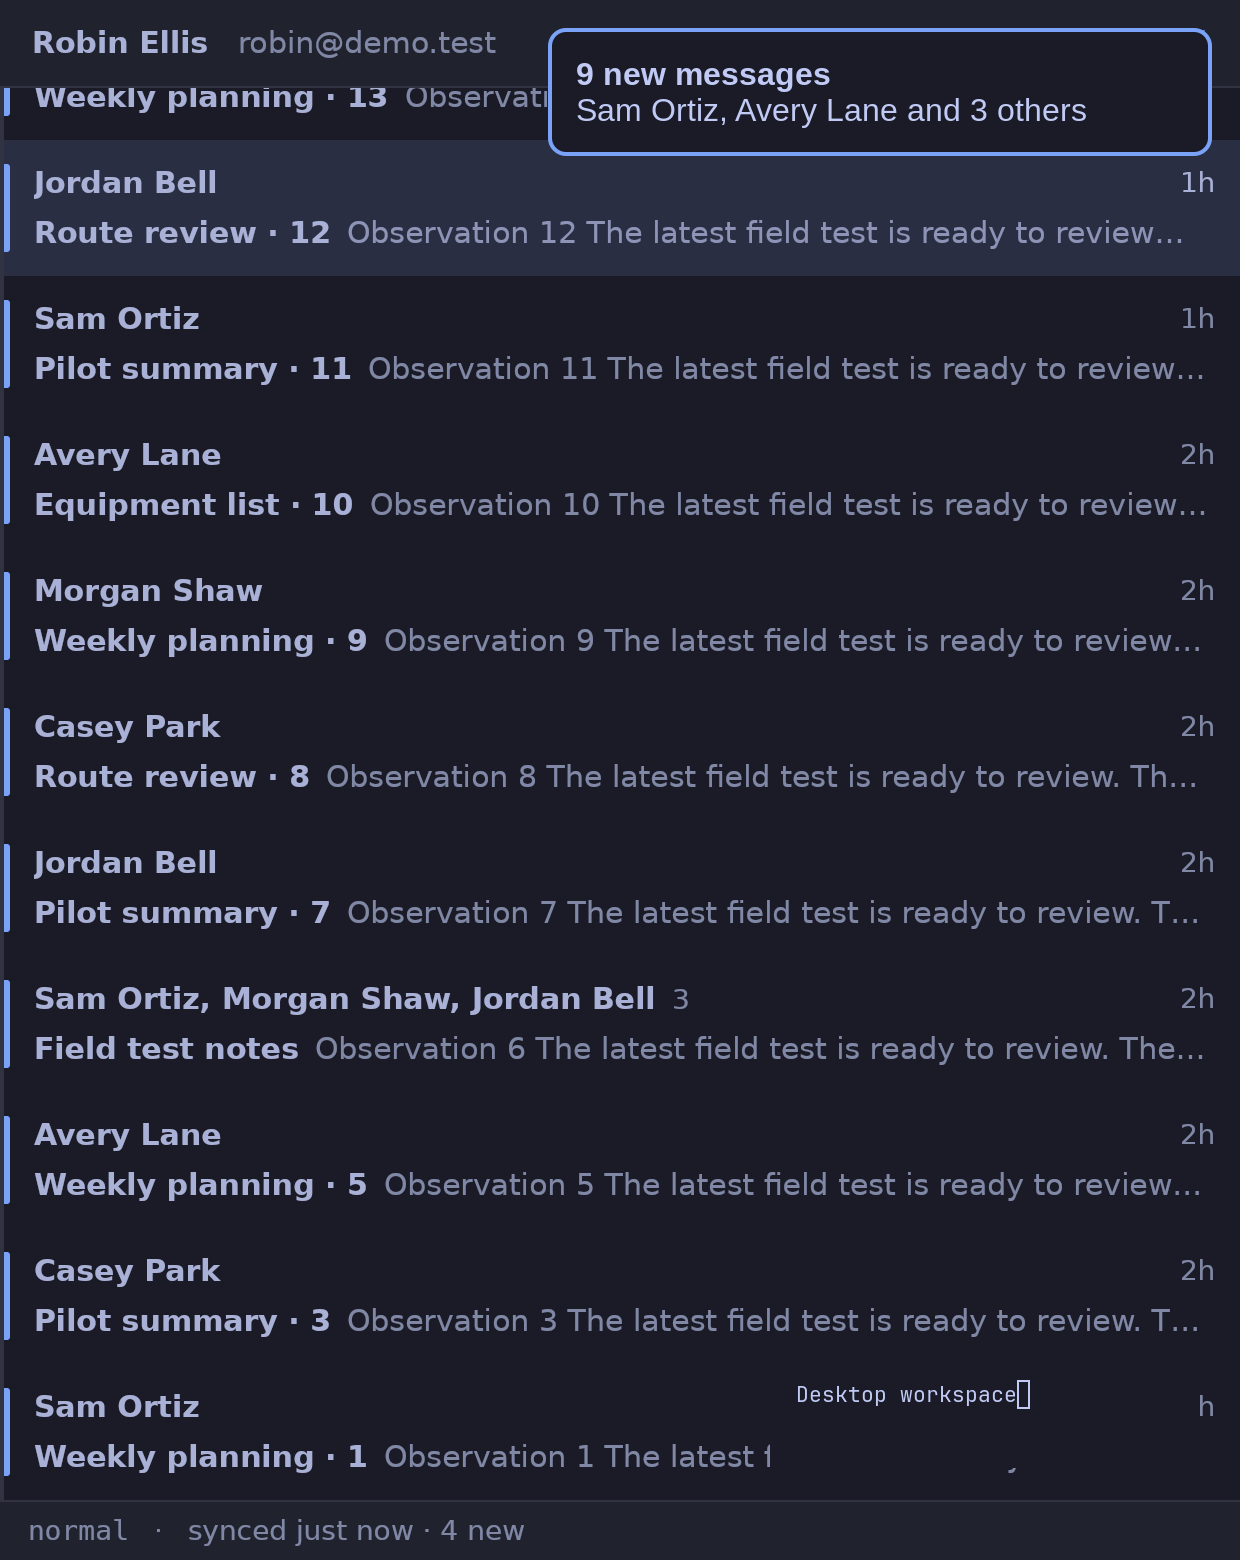 Robin Ellis robin@demo.test
9 new messages
Sam Ortiz, Avery Lane and 3 others
Weekly planning · 13
Jordan Bell 1h
Route review · 12 Observation 12 The latest field test is ready to review...
Sam Ortiz 1h
Pilot summary · 11 Observation 11 The latest field test is ready to review...
Avery Lane 2h
Equipment list · 10 Observation 10 The latest field test is ready to review...
Morgan Shaw 2h
Weekly planning · 9 Observation 9 The latest field test is ready to review...
Casey Park 2h
Route review · 8 Observation 8 The latest field test is ready to review. Th...
Jordan Bell 2h
Pilot summary · 7 Observation 7 The latest field test is ready to review. T...
Sam Ortiz, Morgan Shaw, Jordan Bell 3 2h
Field test notes Observation 6 The latest field test is ready to review. The...
Avery Lane 2h
Weekly planning · 5 Observation 5 The latest field test is ready to review...
Casey Park 2h
Pilot summary · 3 Observation 3 The latest field test is ready to review. T...
Desktop workspace
Sam Ortiz h
Weekly planning · 1 Observation 1 The latest
normal · synced just now · 4 new